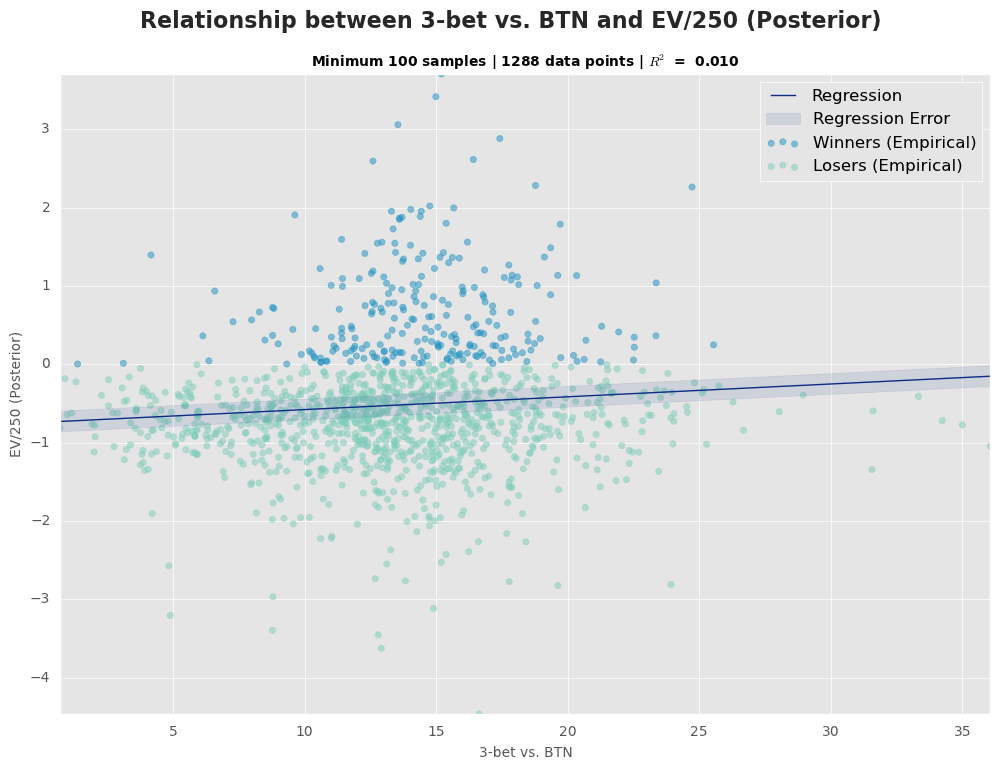 Relationship between 3-bet vs. BTN and EV/250 (Posterior)
Minimum 100 samples | 1288 data points | R² = 0.010
Regression
Regression Error
Winners (Empirical)
Losers (Empirical)
EV/250 (Posterior)
3
2
1
0
−1
−2
−3
−4
5 10 15 20 25 30 35
3-bet vs. BTN